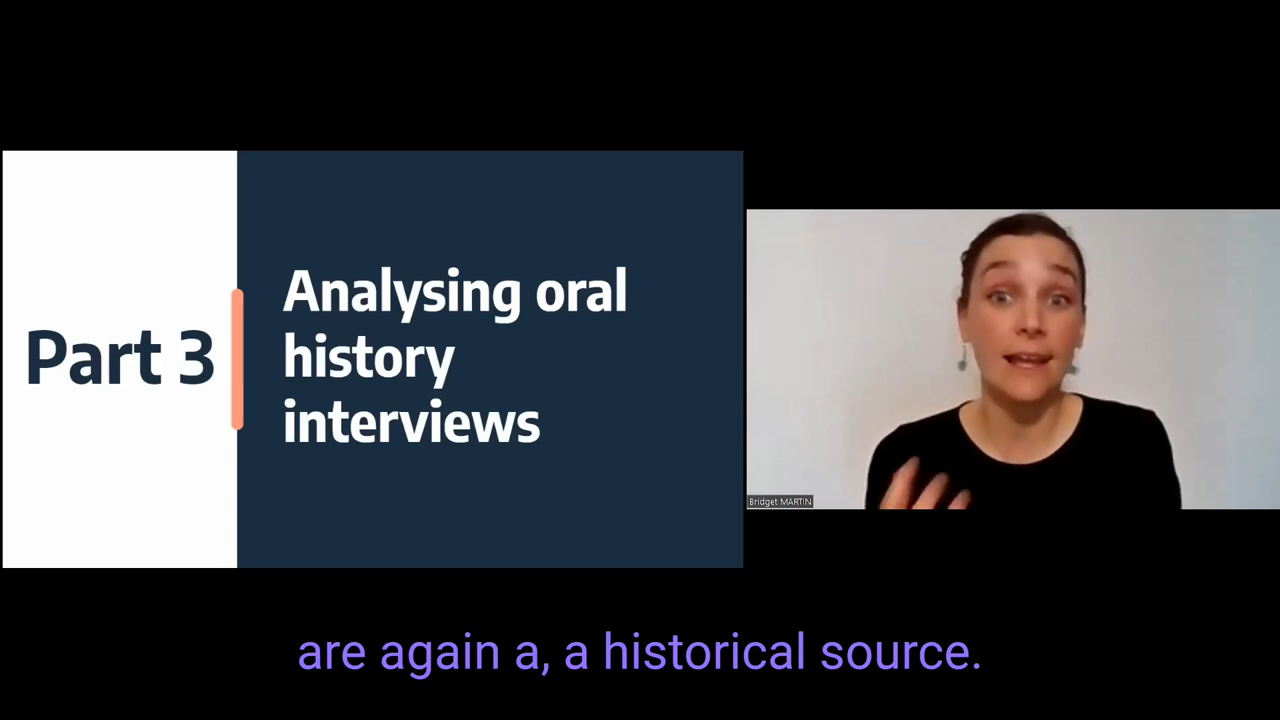 Part 3
Analysing oral
history
interviews
Bridget MARTIN
are again a, a historical source.